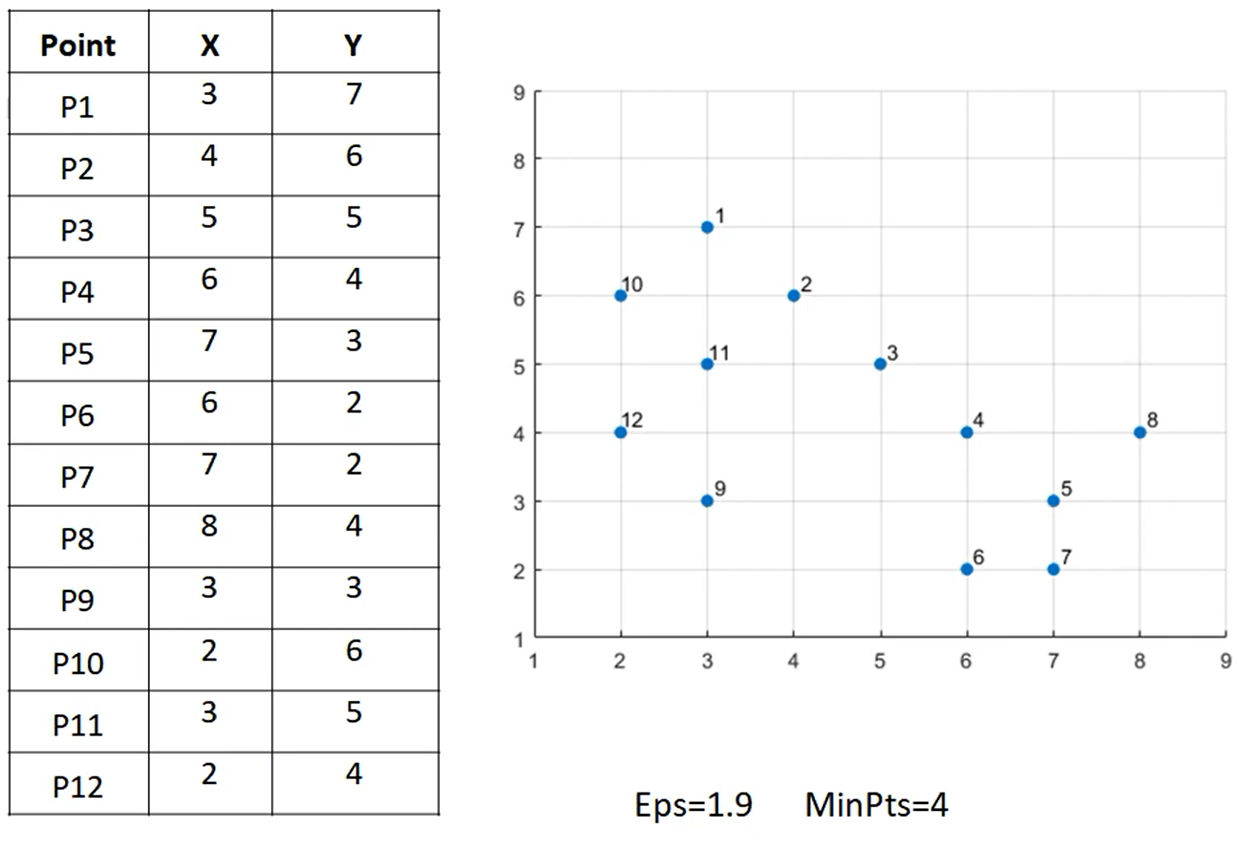 Point X Y
P1 3 7
P2 4 6
P3 5 5
P4 6 4
P5 7 3
P6 6 2
P7 7 2
P8 8 4
P9 3 3
P10 2 6
P11 3 5
P12 2 4
9
8
7
6
5
4
3
2
1
1 2 3 4 5 6 7 8 9
1
10 2
11 3
12 4 8
9 5
6 7
Eps=1.9 MinPts=4